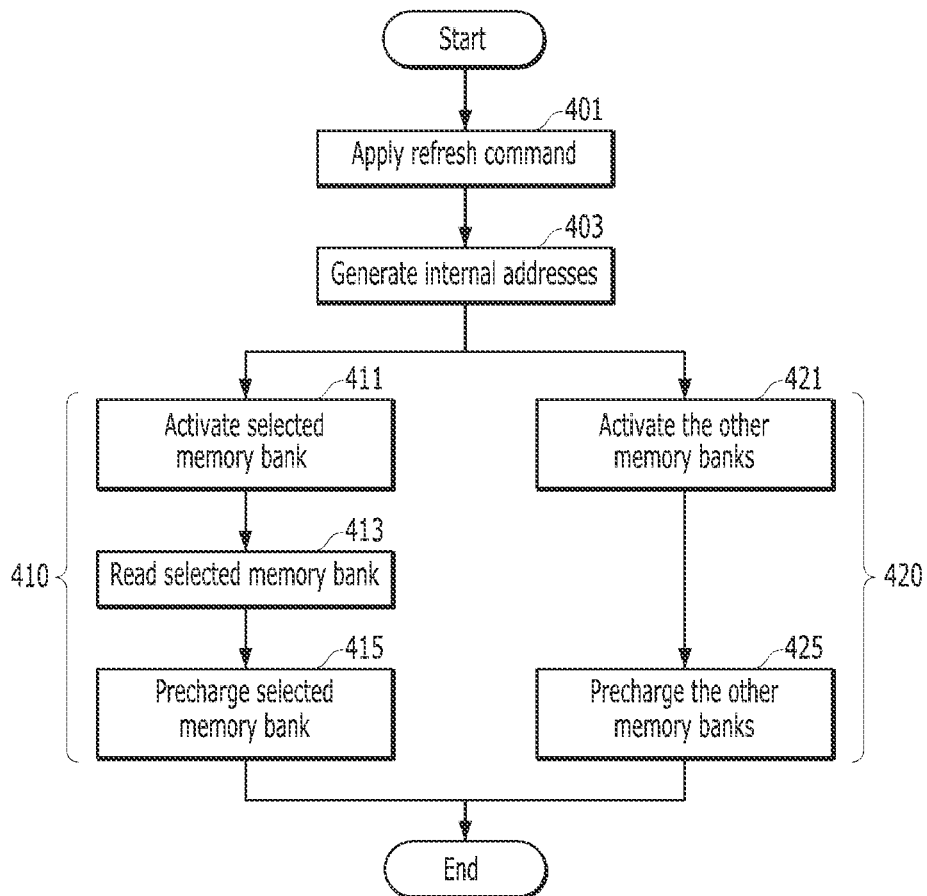 Start
401
Apply refresh command
403
Generate internal addresses
411
421
Activate selected
memory bank
Activate the other
memory banks
413
Read selected memory bank
410
420
415
425
Precharge selected
memory bank
Precharge the other
memory banks
End